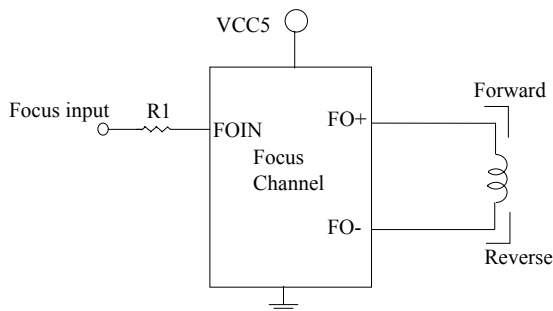 VCC5
Focus input
R1
FOIN
FO+
Forward
Focus
Channel
FO-
Reverse